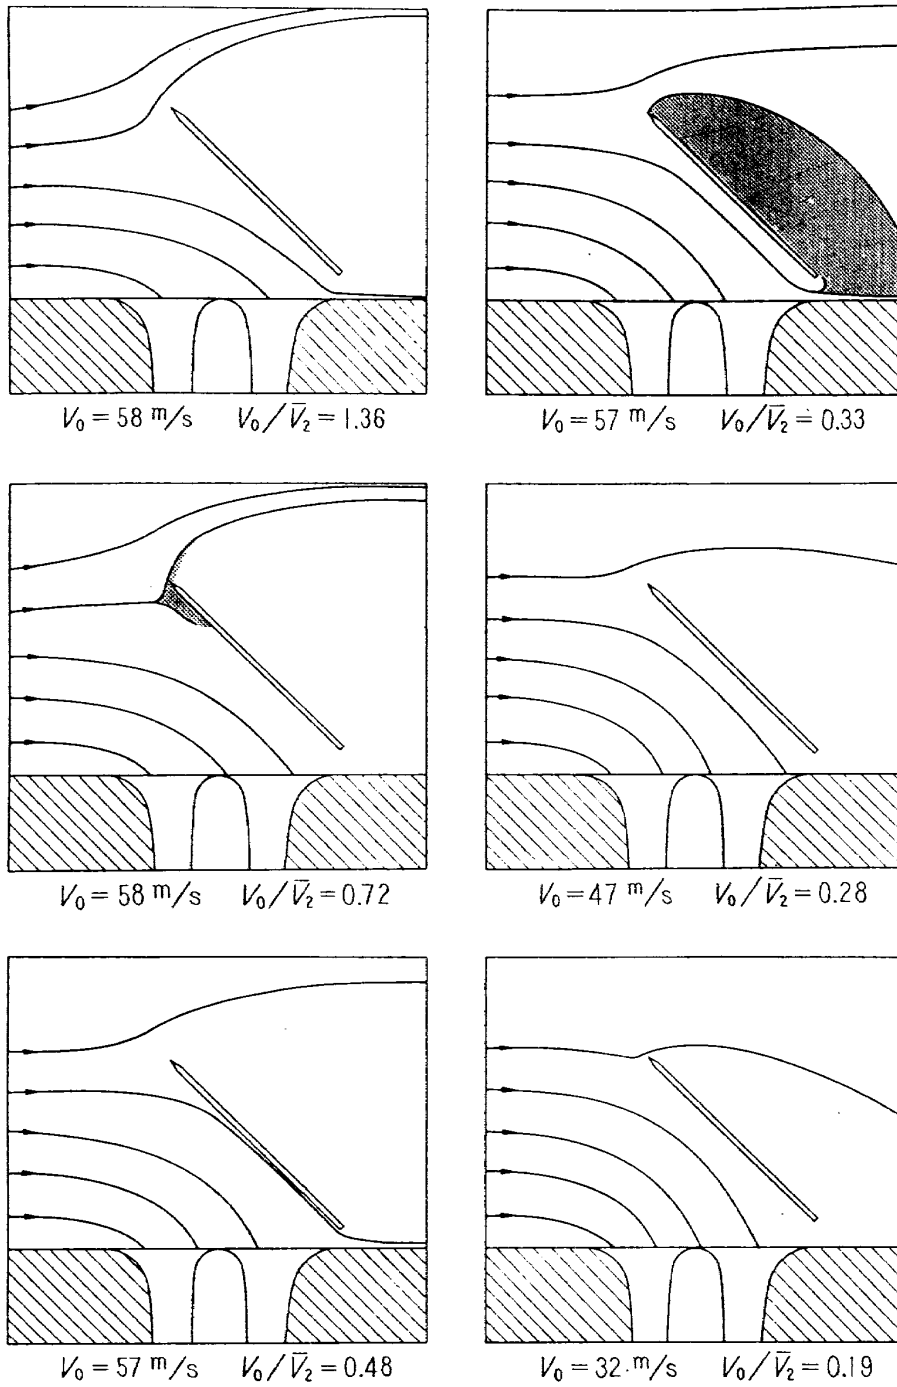 V₀ = 58 m/s V₀/V̅₂ = 1.36
V₀ = 57 m/s V₀/V̅₂ = 0.33
V₀ = 58 m/s V₀/V̅₂ = 0.72
V₀ = 47 m/s V₀/V̅₂ = 0.28
V₀ = 57 m/s V₀/V̅₂ = 0.48
V₀ = 32 m/s V₀/V̅₂ = 0.19